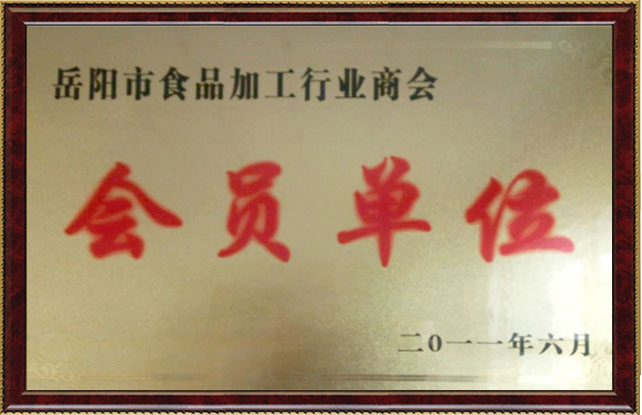 岳阳市食品加工行业商会
会员单位
二0一一年六月